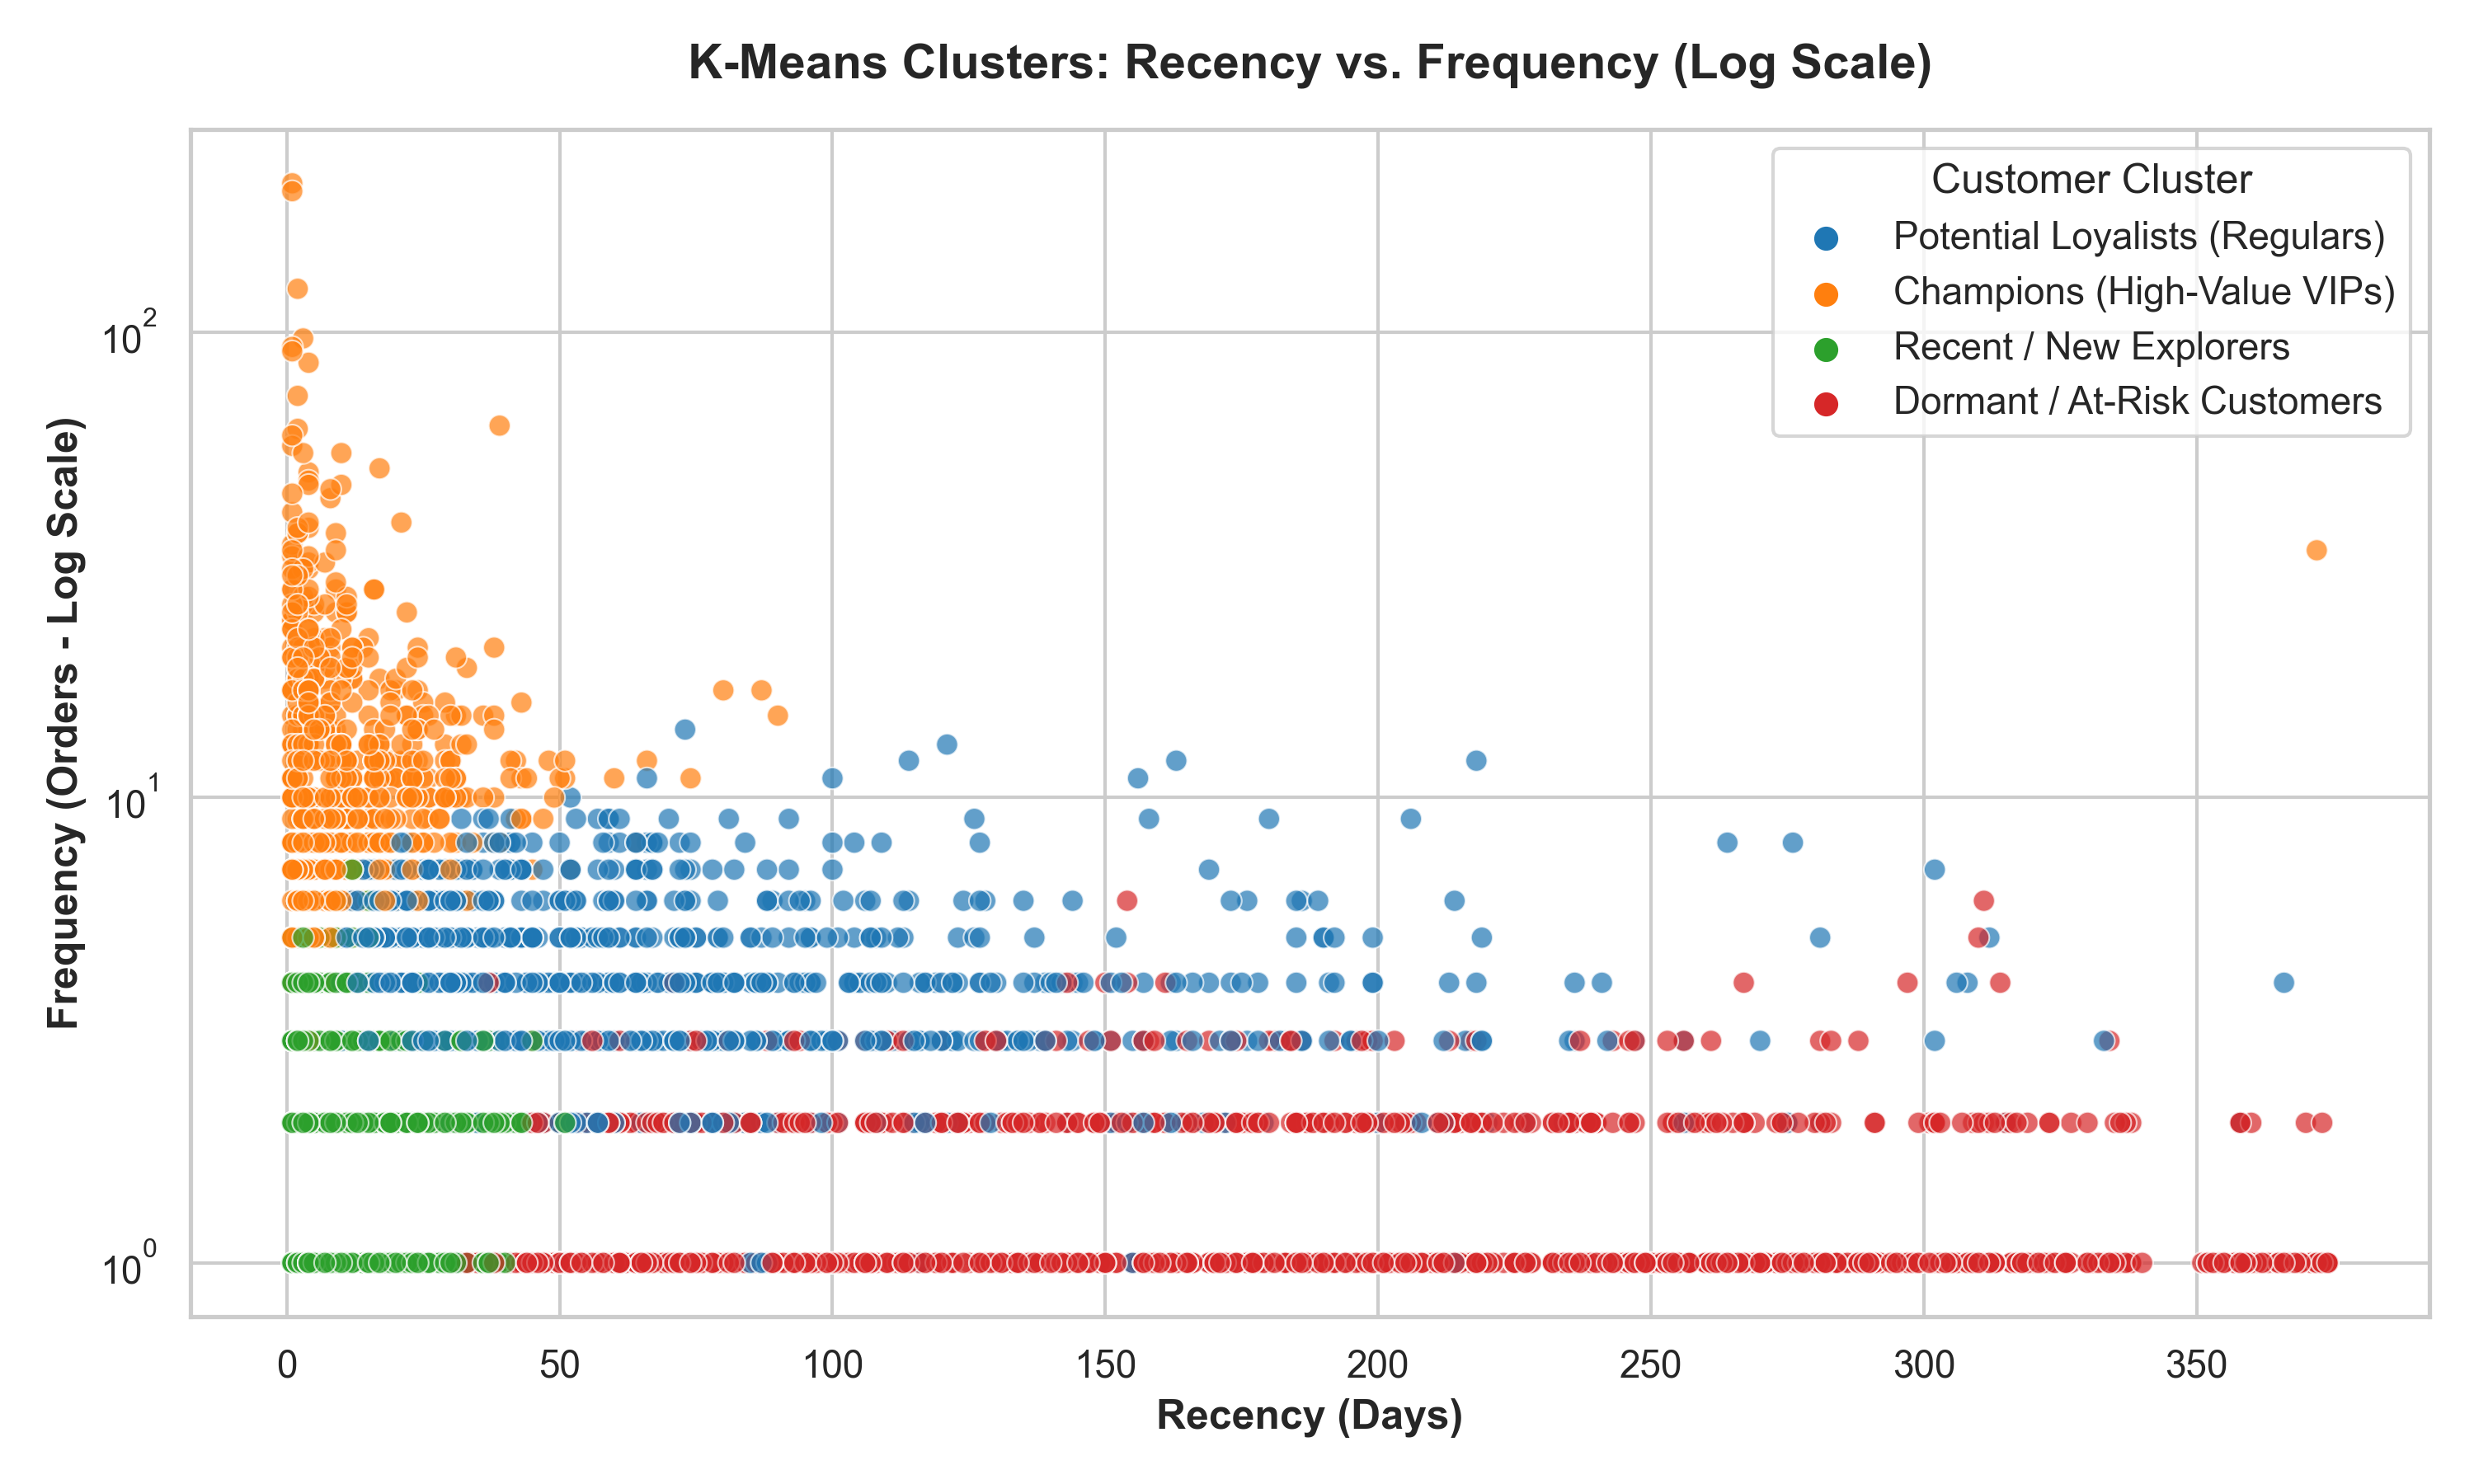 K-Means Clusters: Recency vs. Frequency (Log Scale)
Customer Cluster
Potential Loyalists (Regulars)
Champions (High-Value VIPs)
Recent / New Explorers
Dormant / At-Risk Customers
Frequency (Orders - Log Scale)
10²
10¹
10⁰
0 50 100 150 200 250 300 350
Recency (Days)